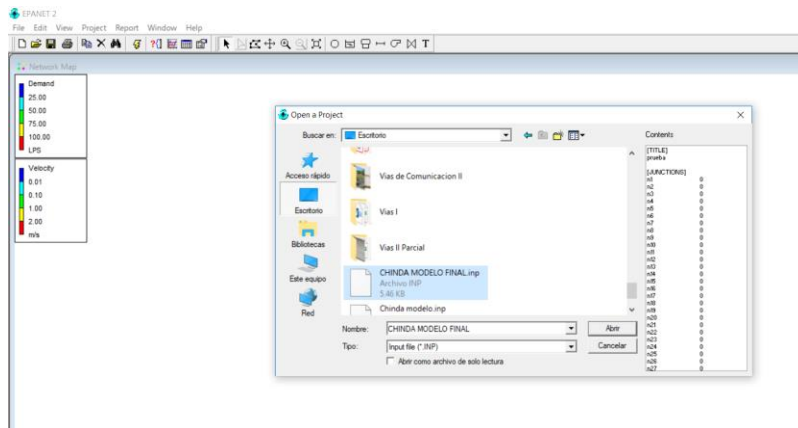 EPANET 2
File Edit View Project Report Window Help
T
Network Map
Demand
25.00
50.00
75.00
100.00
LPS
Velocity
0.01
0.10
1.00
2.00
m/s
Open a Project
Buscar en: Escritorio
Acceso rápido
Escritorio
Bibliotecas
Este equipo
Red
Vias de Comunicacion II
Vias I
Vias II Parcial
CHINDA MODELO FINAL.inp
Archivo INP
5.46 KB
Chinda modelo.inp
Nombre: CHINDA MODELO FINAL Abrir
Tipo: Input file (*.INP) Cancelar
Abrir como archivo de solo lectura
Contents
[TITLE]
prueba
[JUNCTIONS]
n1 0
n2 0
n3 0
n4 0
n5 0
n6 0
n7 0
n8 0
n9 0
n10 0
n11 0
n12 0
n13 0
n14 0
n15 0
n16 0
n17 0
n18 0
n19 0
n20 0
n21 0
n22 0
n23 0
n24 0
n25 0
n26 0
n27 0